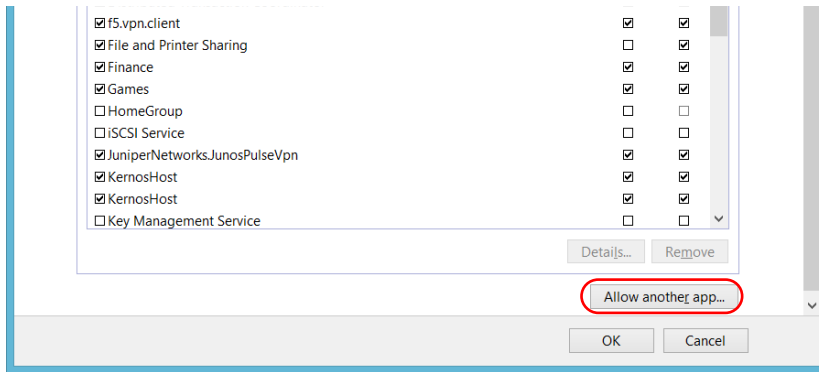 f5.vpn.client
File and Printer Sharing
Finance
Games
HomeGroup
iSCSI Service
JuniperNetworks.JunosPulseVpn
KernosHost
KernosHost
Key Management Service
Details...
Remove
Allow another app...
OK
Cancel